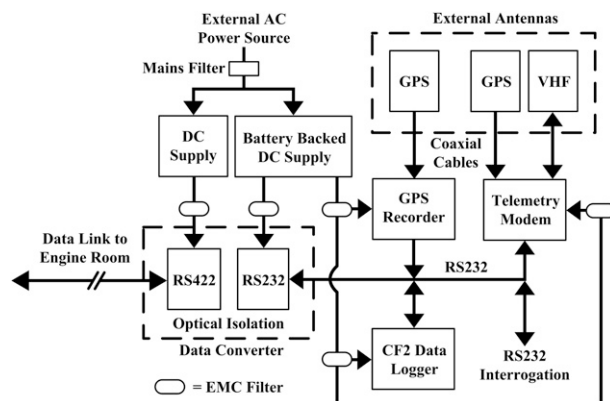 External AC
Power Source
External Antennas
Mains Filter
GPS
GPS
VHF
DC
Supply
Battery Backed
DC Supply
Coaxial
Cables
GPS
Recorder
Telemetry
Modem
Data Link to
Engine Room
RS422
RS232
RS232
Optical Isolation
Data Converter
CF2 Data
Logger
RS232
Interrogation
= EMC Filter